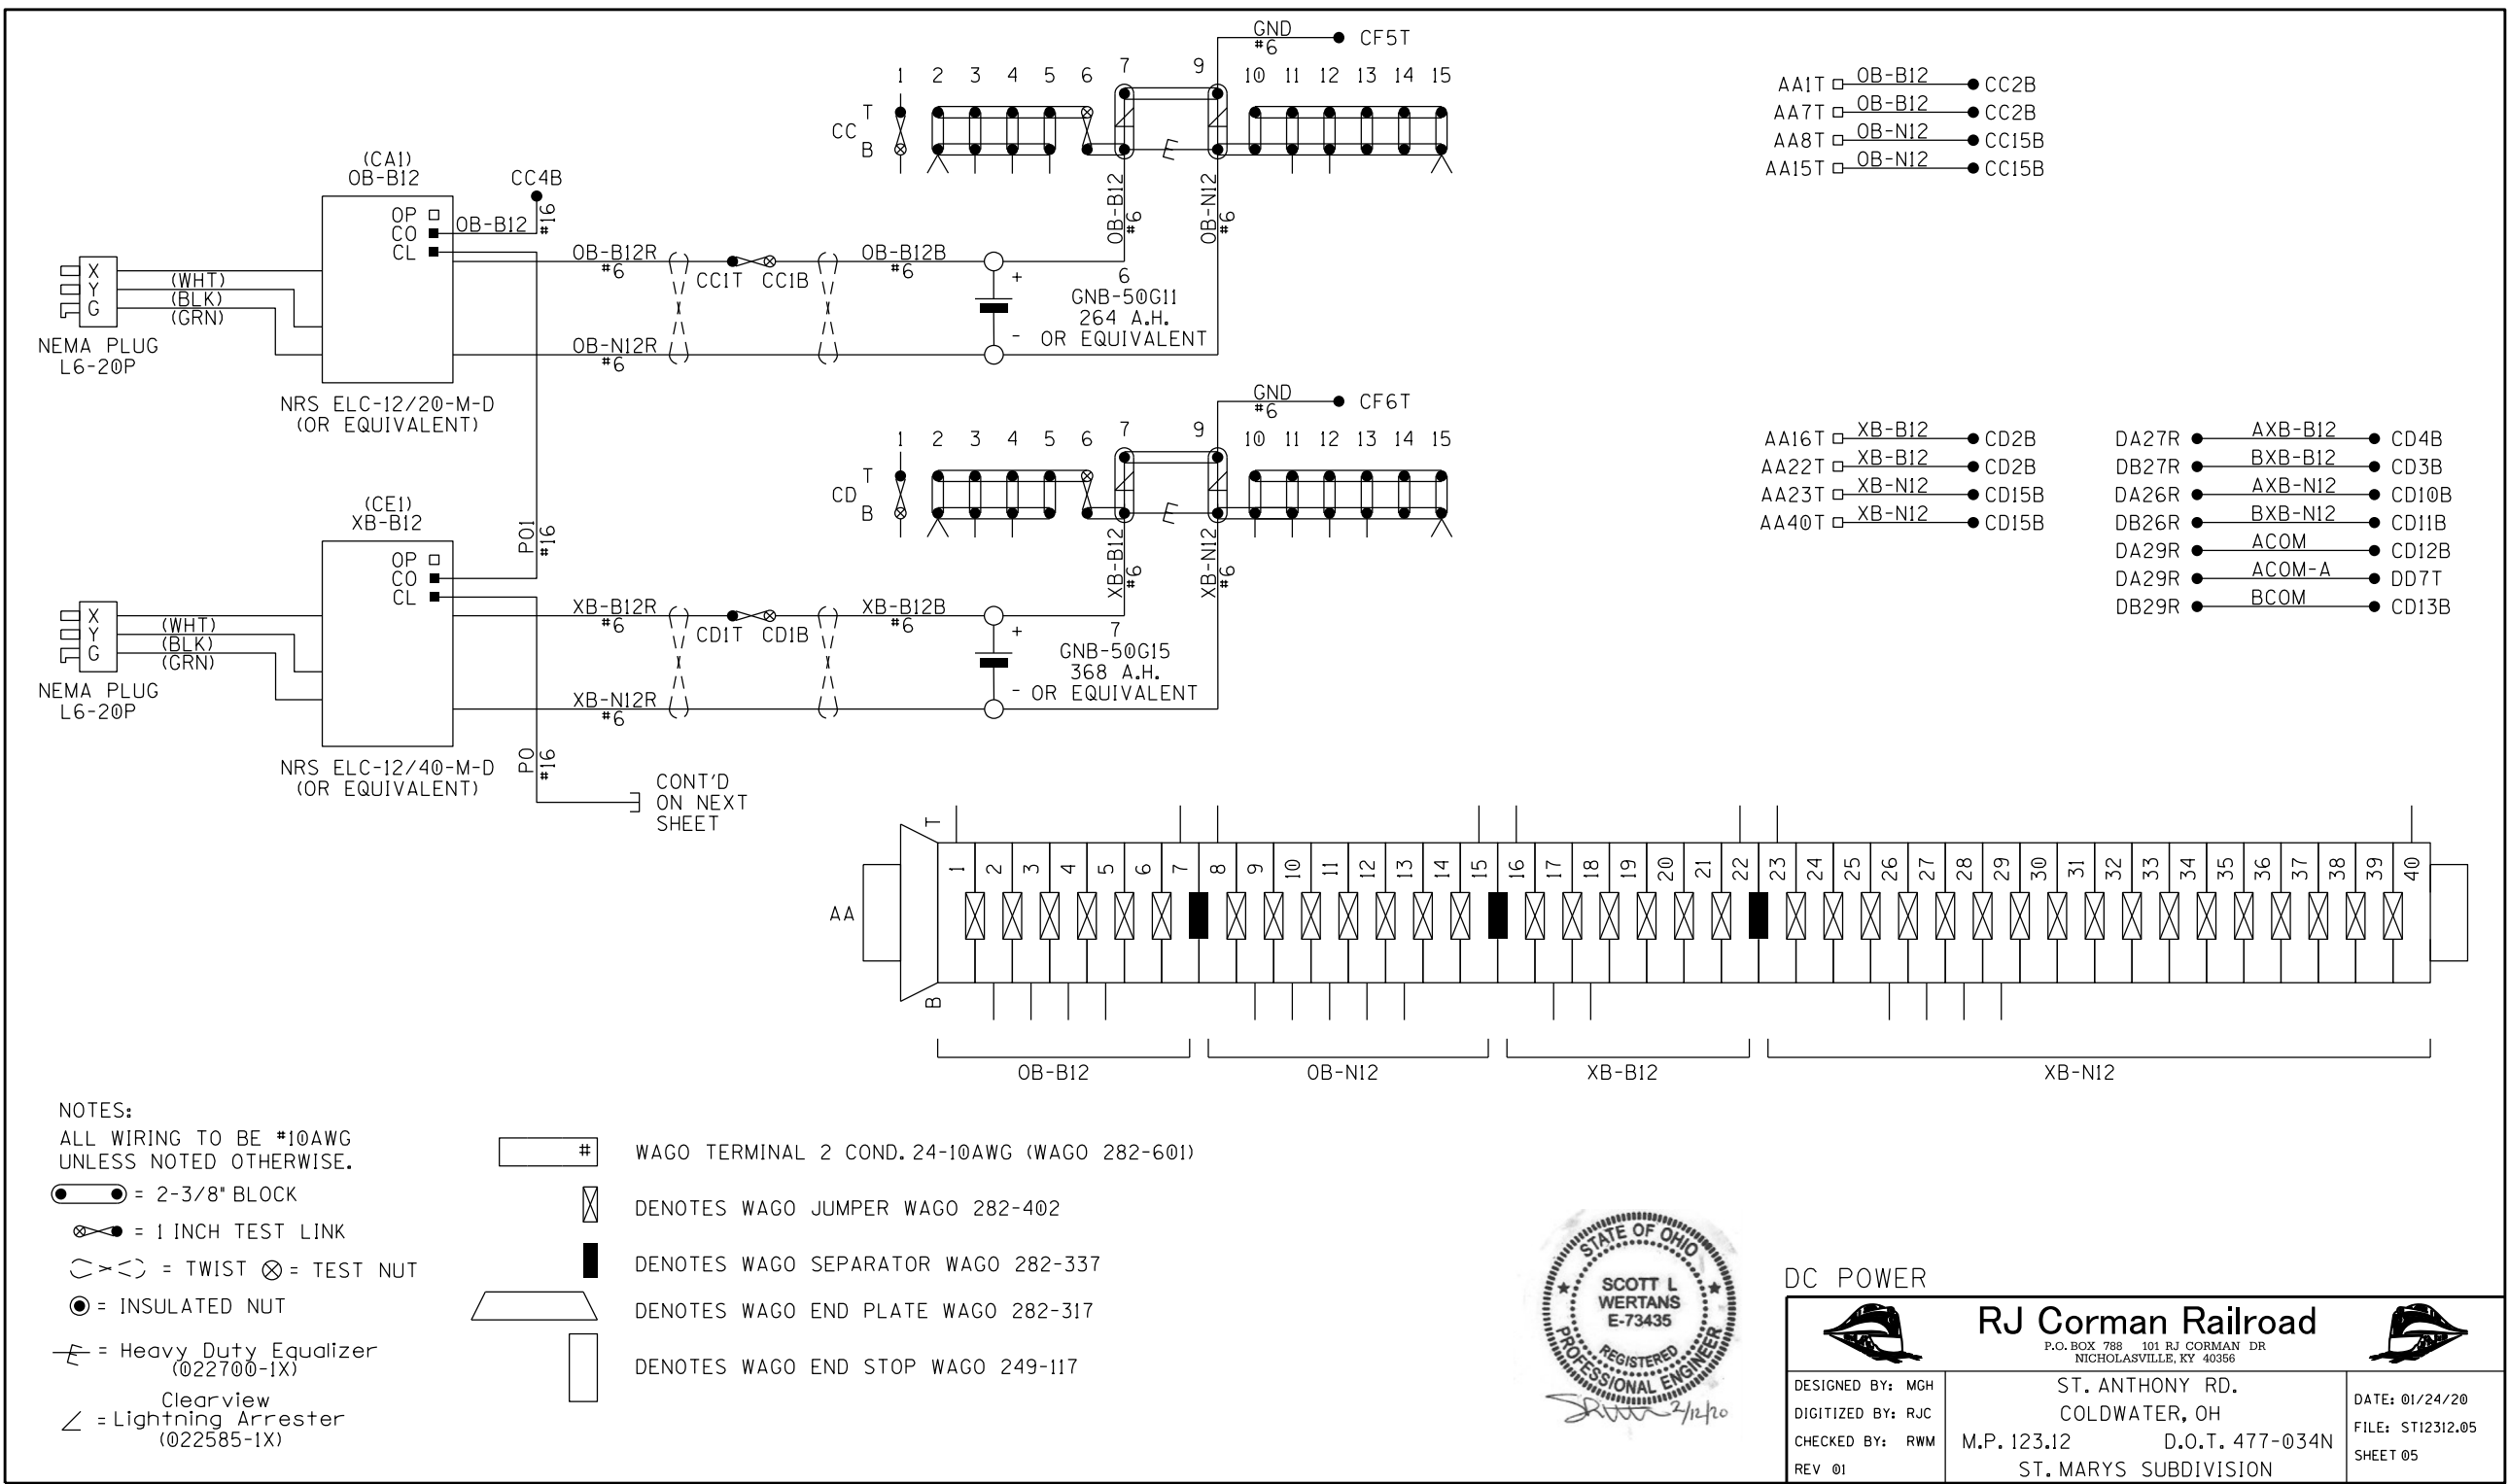 GND
#6
CF5T
1 2 3 4 5 6 7 9 10 11 12 13 14 15
T
CC
B
E
OB-B12
#6
OB-N12
#6
AA1T OB-B12 CC2B
AA7T OB-B12 CC2B
AA8T OB-N12 CC15B
AA15T OB-N12 CC15B
(CA1)
OB-B12
CC4B
OP
CO
CL
OB-B12
#16
X
Y
G
(WHT)
(BLK)
(GRN)
NEMA PLUG
L6-20P
OB-B12R
#6
CC1T CC1B
OB-B12B
#6
OB-N12R
#6
+
-
6
GNB-50G11
264 A.H.
OR EQUIVALENT
NRS ELC-12/20-M-D
(OR EQUIVALENT)
GND
#6
CF6T
1 2 3 4 5 6 7 9 10 11 12 13 14 15
T
CD
B
E
XB-B12
#6
XB-N12
#6
AA16T XB-B12 CD2B
AA22T XB-B12 CD2B
AA23T XB-N12 CD15B
AA40T XB-N12 CD15B
DA27R AXB-B12 CD4B
DB27R BXB-B12 CD3B
DA26R AXB-N12 CD10B
DB26R BXB-N12 CD11B
DA29R ACOM CD12B
DA29R ACOM-A DD7T
DB29R BCOM CD13B
(CE1)
XB-B12
PO1
#16
OP
CO
CL
X
Y
G
(WHT)
(BLK)
(GRN)
NEMA PLUG
L6-20P
XB-B12R
#6
CD1T CD1B
XB-B12B
#6
XB-N12R
#6
+
-
7
GNB-50G15
368 A.H.
OR EQUIVALENT
NRS ELC-12/40-M-D
(OR EQUIVALENT)
PO
#16
CONT'D
ON NEXT
SHEET
T
AA
B
1 2 3 4 5 6 7 8 9 10 11 12 13 14 15 16 17 18 19 20 21 22 23 24 25 26 27 28 29 30 31 32 33 34 35 36 37 38 39 40
OB-B12 OB-N12 XB-B12 XB-N12
NOTES:
ALL WIRING TO BE #10AWG
UNLESS NOTED OTHERWISE.
= 2-3/8" BLOCK
= 1 INCH TEST LINK
= TWIST = TEST NUT
= INSULATED NUT
E = Heavy Duty Equalizer
(022700-1X)
Clearview
= Lightning Arrester
(022585-1X)
# WAGO TERMINAL 2 COND. 24-10AWG (WAGO 282-601)
DENOTES WAGO JUMPER WAGO 282-402
DENOTES WAGO SEPARATOR WAGO 282-337
DENOTES WAGO END PLATE WAGO 282-317
DENOTES WAGO END STOP WAGO 249-117
STATE OF OHIO
SCOTT L
WERTANS
E-73435
REGISTERED
PROFESSIONAL ENGINEER
2/12/20
DC POWER
RJ Corman Railroad
P.O. BOX 788 101 RJ CORMAN DR
NICHOLASVILLE, KY 40356
DESIGNED BY: MGH
DIGITIZED BY: RJC
CHECKED BY: RWM
REV 01
ST. ANTHONY RD.
COLDWATER, OH
M.P. 123.12 D.O.T. 477-034N
ST. MARYS SUBDIVISION
DATE: 01/24/20
FILE: ST12312.05
SHEET 05